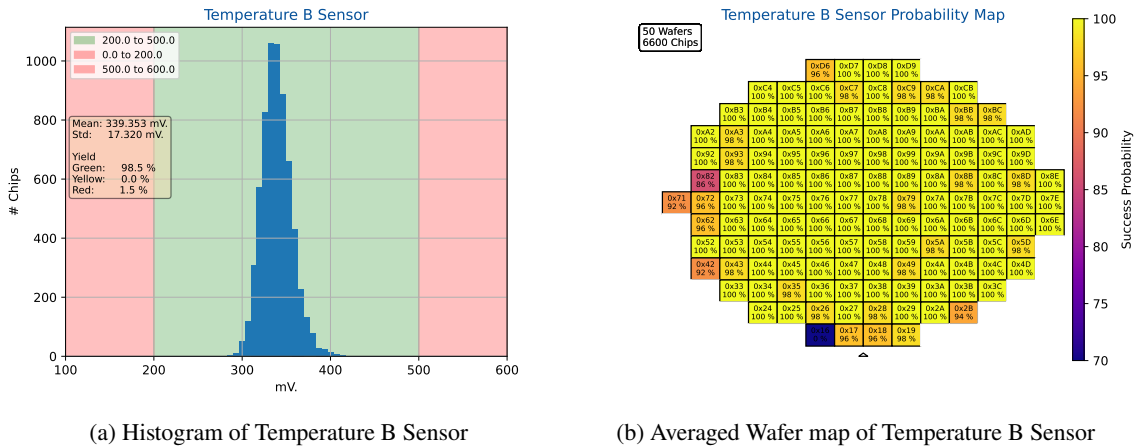 Temperature B Sensor
200.0 to 500.0
0.0 to 200.0
500.0 to 600.0
Mean: 339.353 mV.
Std: 17.320 mV.
Yield
Green: 98.5 %
Yellow: 0.0 %
Red: 1.5 %
# Chips
0
200
400
600
800
1000
100 200 300 400 500 600
mV.
(a) Histogram of Temperature B Sensor
Temperature B Sensor Probability Map
50 Wafers
6600 Chips
0xD6 0xD7 0xD8 0xD9
96 % 100 % 100 % 100 %
0xC4 0xC5 0xC6 0xC7 0xC8 0xC9 0xCA 0xCB
100 % 100 % 100 % 98 % 100 % 98 % 98 % 100 %
0xB3 0xB4 0xB5 0xB6 0xB7 0xB8 0xB9 0xBA 0xBB 0xBC
100 % 100 % 100 % 100 % 100 % 100 % 100 % 100 % 98 % 98 %
0xA2 0xA3 0xA4 0xA5 0xA6 0xA7 0xA8 0xA9 0xAA 0xAB 0xAC 0xAD
100 % 98 % 100 % 100 % 100 % 100 % 100 % 100 % 100 % 100 % 100 % 100 %
0x92 0x93 0x94 0x95 0x96 0x97 0x98 0x99 0x9A 0x9B 0x9C 0x9D
100 % 98 % 100 % 100 % 100 % 100 % 100 % 100 % 100 % 100 % 100 % 100 %
0x82 0x83 0x84 0x85 0x86 0x87 0x88 0x89 0x8A 0x8B 0x8C 0x8D 0x8E
86 % 100 % 100 % 100 % 100 % 100 % 100 % 100 % 100 % 98 % 100 % 98 % 100 %
0x71 0x72 0x73 0x74 0x75 0x76 0x77 0x78 0x79 0x7A 0x7B 0x7C 0x7D 0x7E
92 % 96 % 100 % 100 % 100 % 100 % 100 % 100 % 98 % 100 % 100 % 100 % 100 % 100 %
0x62 0x63 0x64 0x65 0x66 0x67 0x68 0x69 0x6A 0x6B 0x6C 0x6D 0x6E
96 % 100 % 100 % 100 % 100 % 100 % 100 % 100 % 100 % 100 % 100 % 100 % 100 %
0x52 0x53 0x54 0x55 0x56 0x57 0x58 0x59 0x5A 0x5B 0x5C 0x5D
100 % 100 % 100 % 100 % 100 % 100 % 100 % 100 % 98 % 100 % 100 % 98 %
0x42 0x43 0x44 0x45 0x46 0x47 0x48 0x49 0x4A 0x4B 0x4C 0x4D
92 % 98 % 100 % 100 % 100 % 100 % 100 % 98 % 100 % 100 % 100 % 100 %
0x33 0x34 0x35 0x36 0x37 0x38 0x39 0x3A 0x3B 0x3C
100 % 100 % 98 % 100 % 100 % 100 % 100 % 100 % 100 % 100 %
0x24 0x25 0x26 0x27 0x28 0x29 0x2A 0x2B
100 % 100 % 98 % 100 % 98 % 100 % 100 % 94 %
0x17 0x18 0x19
96 % 96 % 98 %
100
95
90
85
80
75
70
Success Probability
(b) Averaged Wafer map of Temperature B Sensor